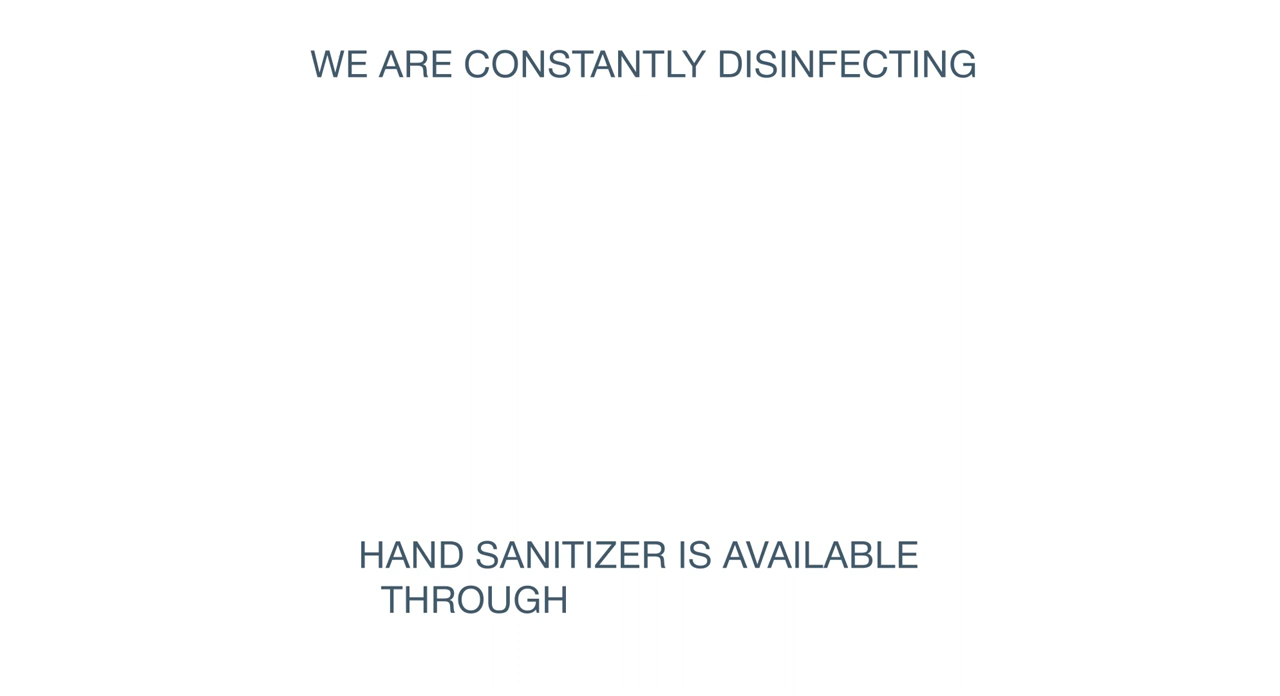 WE ARE CONSTANTLY DISINFECTING
HAND SANITIZER IS AVAILABLE
THROUGH